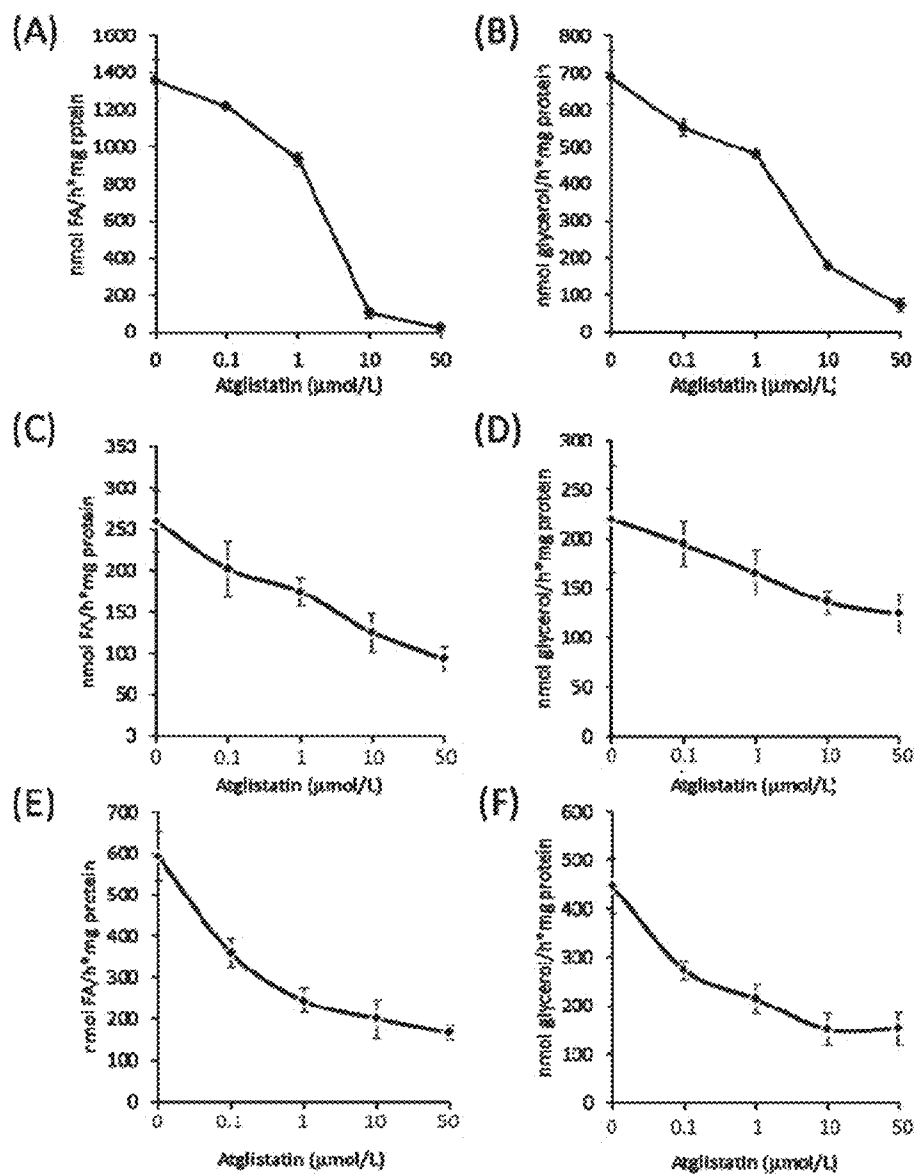 (A)
1600
1400
1200
1000
800
600
400
200
0
nmol FA/h*mg rptein
0 0.1 1 10 50
Atglistatin (µmol/L)
(B)
800
700
600
500
400
300
200
100
0
nmol glycerol/h*mg protein
0 0.1 1 10 50
Atglistatin (µmol/L)
(C)
350
300
250
200
150
100
50
0
nmol FA/h*mg protein
0 0.1 1 10 50
Atglistatin (µmol/L)
(D)
300
250
200
150
100
50
0
nmol glycerol/h*mg protein
0 0.1 1 10 50
Atglistatin (µmol/L)
(E)
700
600
500
400
300
200
100
0
nmol FA/h*mg protein
0 0.1 1 10 50
Atglistatin (µmol/L)
(F)
600
500
400
300
200
100
0
nmol glycerol/h*mg protein
0 0.1 1 10 50
Atglistatin (µmol/L)